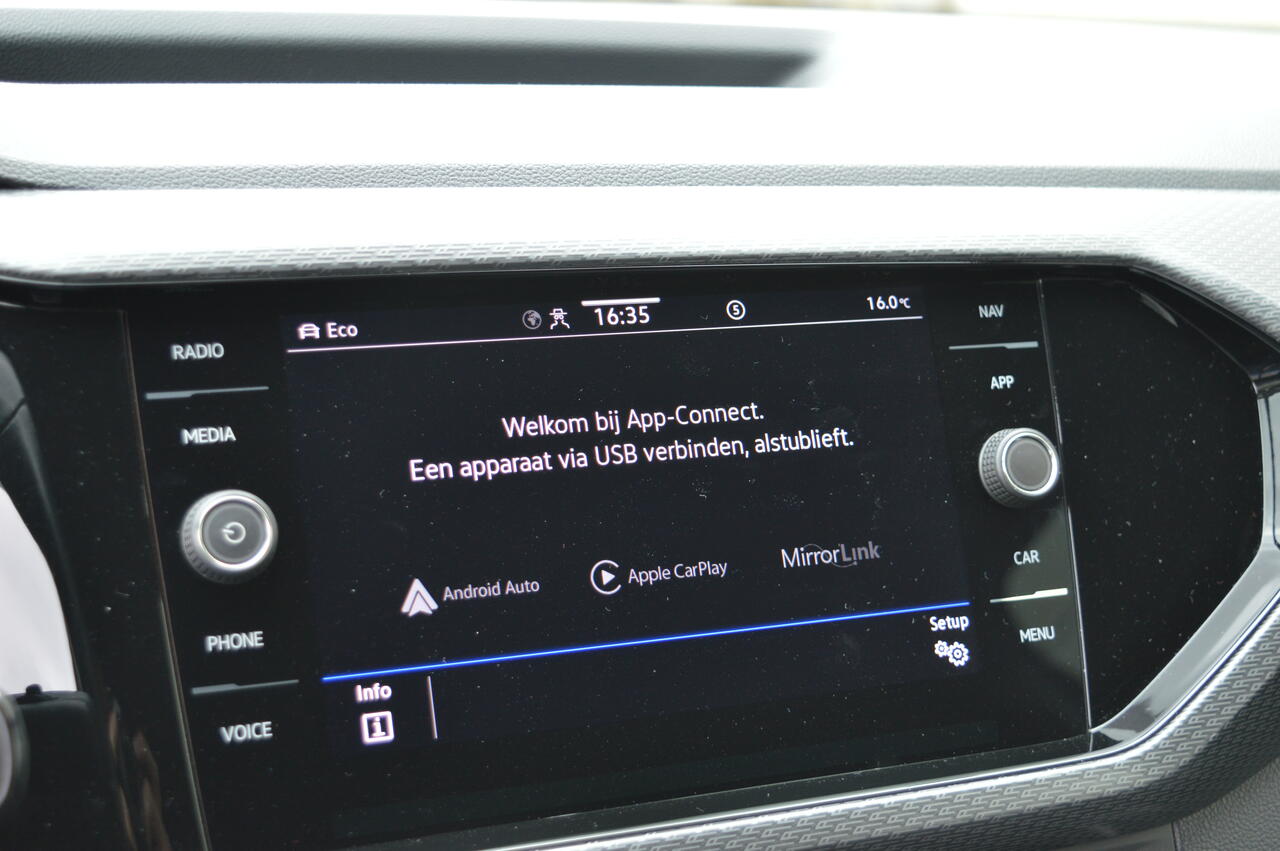 RADIO
MEDIA
PHONE
VOICE
Eco
16:35
5
16.0°C
Welkom bij App-Connect.
Een apparaat via USB verbinden, alstublieft.
Android Auto
Apple CarPlay
MirrorLink
Setup
Info
i
NAV
APP
CAR
MENU